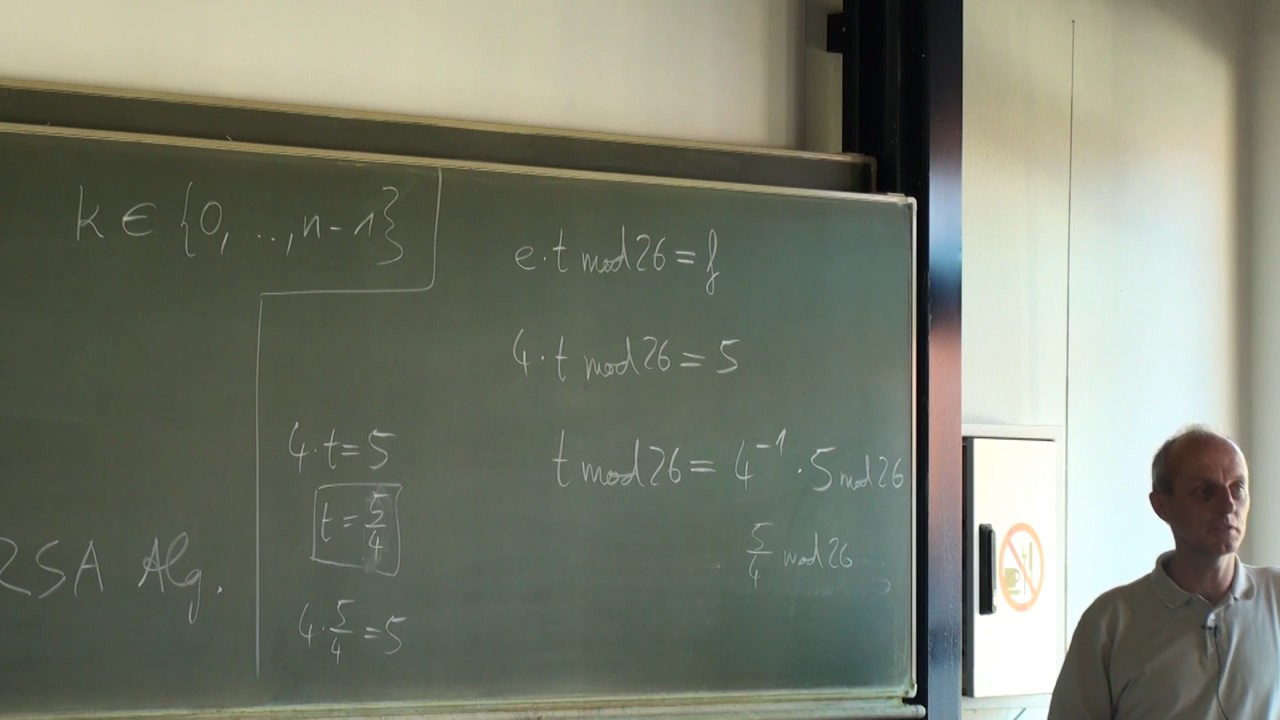 k ∈ {0, .., n-1}
e·t mod 26 = f
4·t mod 26 = 5
4·t = 5
t mod 26 = 4⁻¹ · 5 mod 26
t = 5/4
5/4 mod 26
RSA Alg.
4 · 5/4 = 5